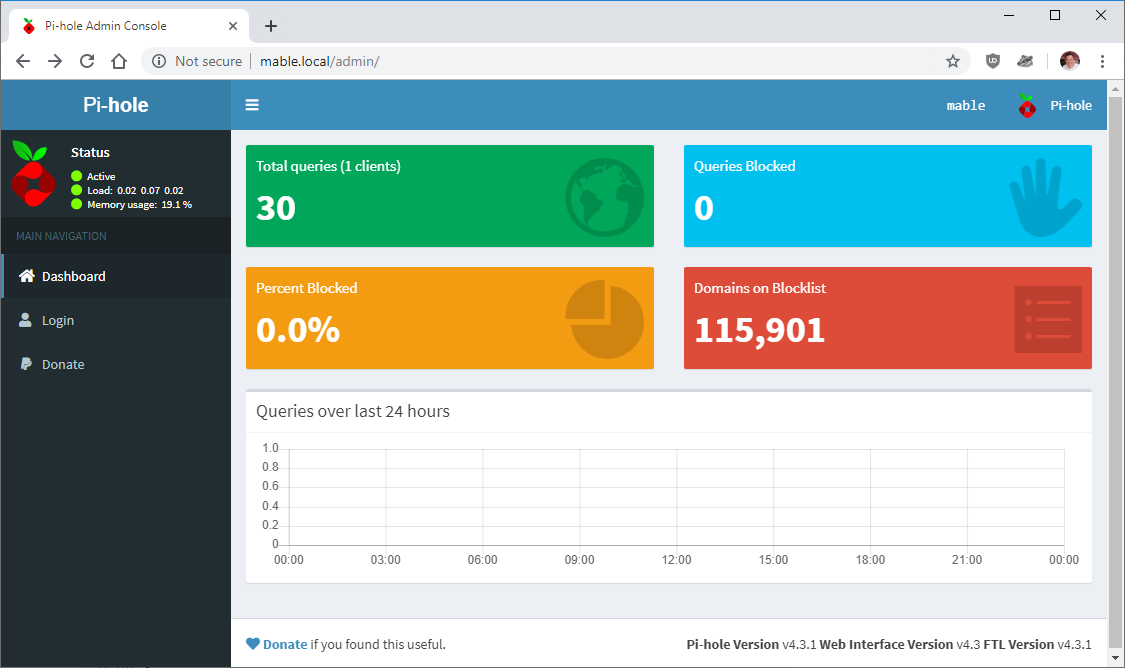 Pi-hole Admin Console
Not secure mable.local/admin/
Pi-hole
mable Pi-hole
Status
Active
Load: 0.02 0.07 0.02
Memory usage: 19.1 %
MAIN NAVIGATION
Dashboard
Login
Donate
Total queries (1 clients)
30
Queries Blocked
0
Percent Blocked
0.0%
Domains on Blocklist
115,901
Queries over last 24 hours
1.0
0.8
0.6
0.4
0.2
0
00:00 03:00 06:00 09:00 12:00 15:00 18:00 21:00 00:00
Donate if you found this useful.
Pi-hole Version v4.3.1 Web Interface Version v4.3 FTL Version v4.3.1